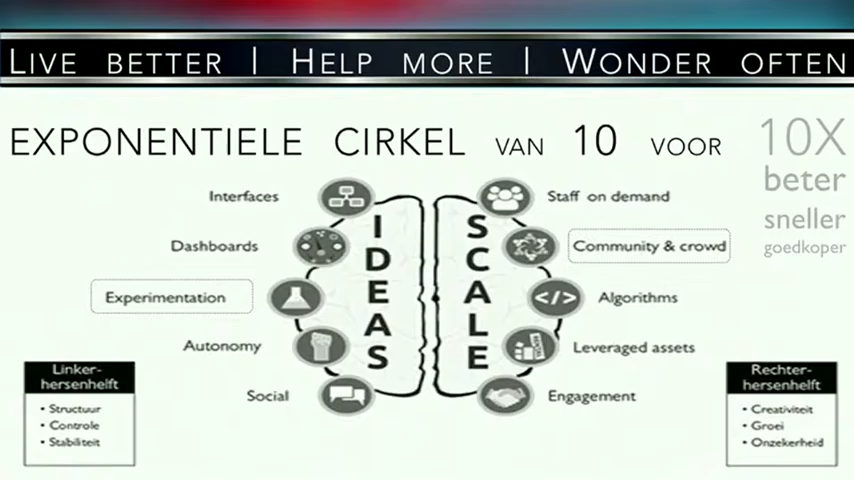 LIVE BETTER | HELP MORE | WONDER OFTEN
EXPONENTIELE CIRKEL VAN 10 VOOR
10X
beter
sneller
goedkoper
Interfaces
Dashboards
Experimentation
Autonomy
Social
IDEAS
SCALE
Staff on demand
Community & crowd
</>
Algorithms
Leveraged assets
Engagement
Linker-
hersenhelft
• Structuur
• Controle
• Stabiliteit
Rechter-
hersenhelft
• Creativiteit
• Groei
• Onzekerheid